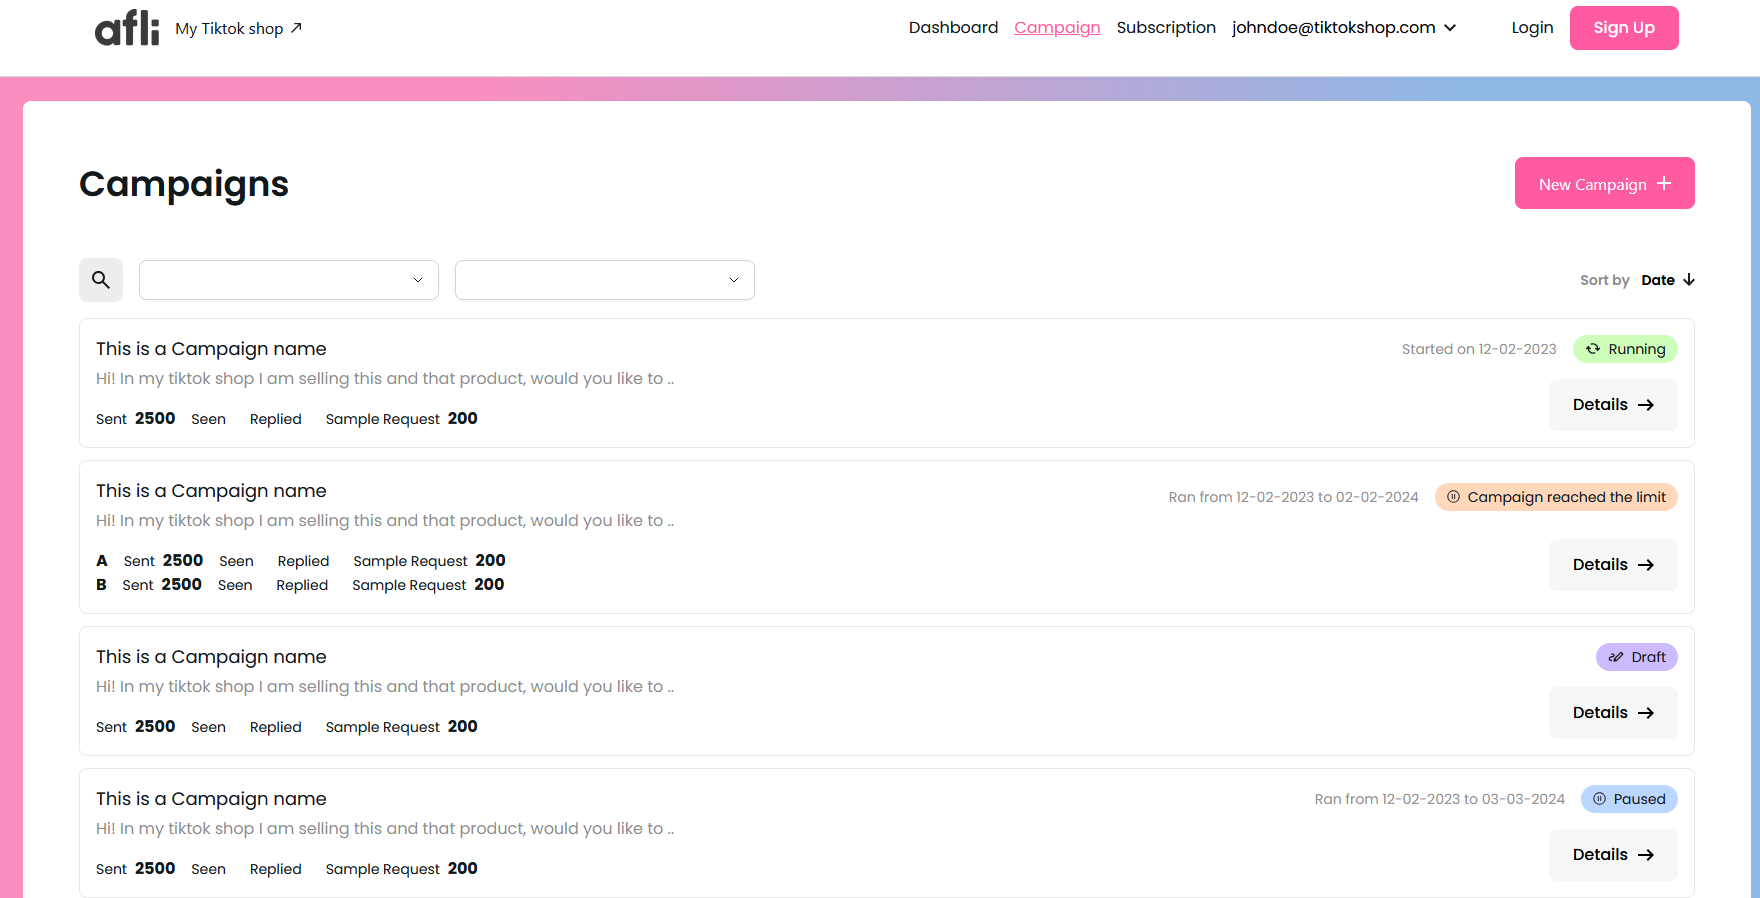 afli My Tiktok shop Dashboard Campaign Subscription johndoe@tiktokshop.com Login Sign Up
Campaigns New Campaign
Sort by Date
This is a Campaign name Started on 12-02-2023 Running
Hi! In my tiktok shop I am selling this and that product, would you like to ..
Sent 2500 Seen Replied Sample Request 200 Details
This is a Campaign name Ran from 12-02-2023 to 02-02-2024 Campaign reached the limit
Hi! In my tiktok shop I am selling this and that product, would you like to ..
A Sent 2500 Seen Replied Sample Request 200 Details
B Sent 2500 Seen Replied Sample Request 200
This is a Campaign name Draft
Hi! In my tiktok shop I am selling this and that product, would you like to ..
Sent 2500 Seen Replied Sample Request 200 Details
This is a Campaign name Ran from 12-02-2023 to 03-03-2024 Paused
Hi! In my tiktok shop I am selling this and that product, would you like to ..
Sent 2500 Seen Replied Sample Request 200 Details